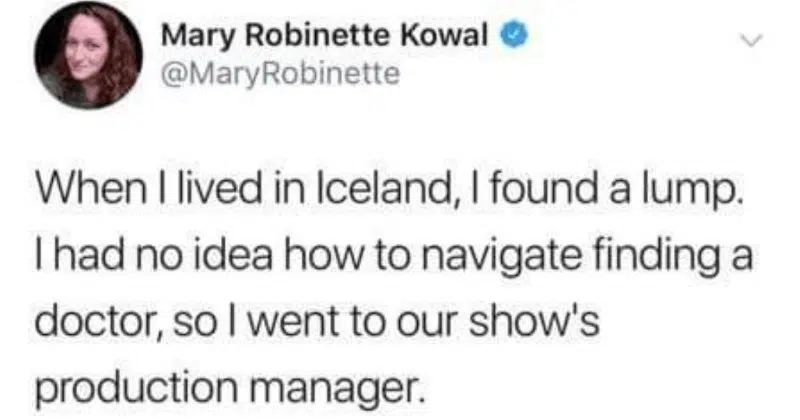 Mary Robinette Kowal
@MaryRobinette
When I lived in Iceland, I found a lump.
I had no idea how to navigate finding a
doctor, so I went to our show's
production manager.